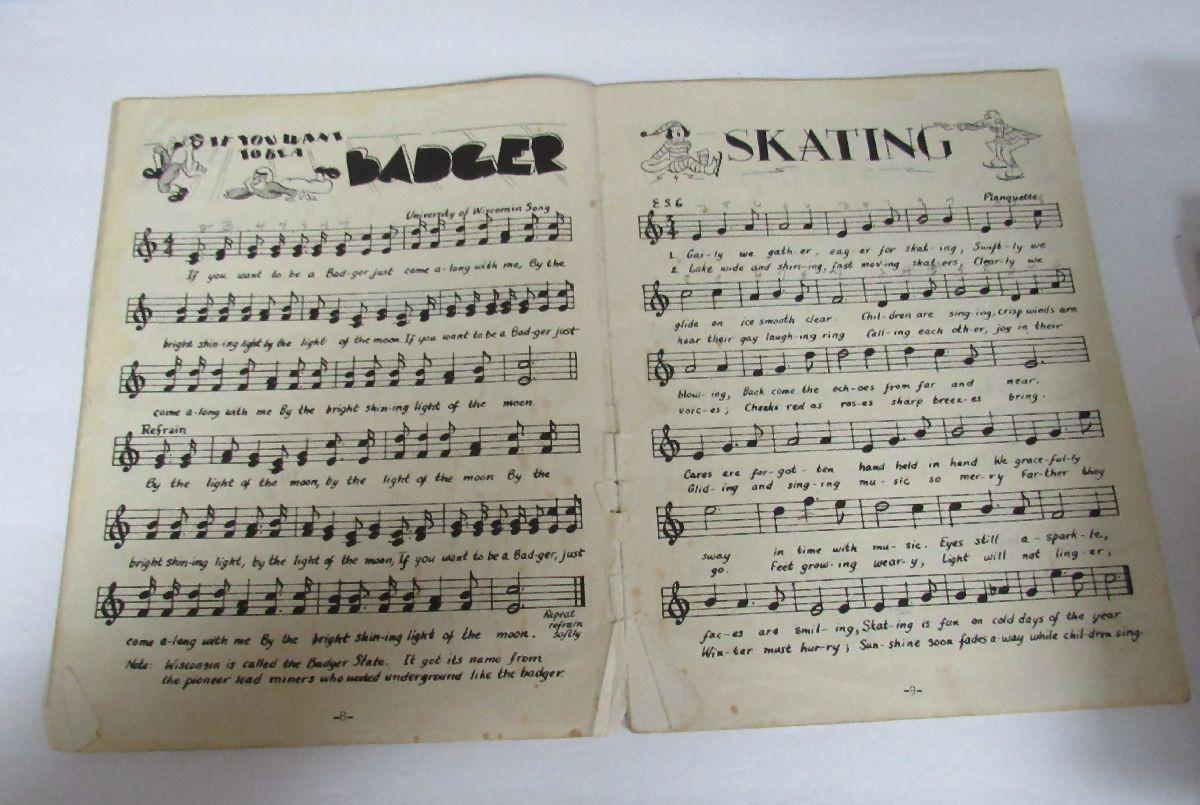 IF YOU WANT
TO BE A
BADGER
University of Wisconsin Song
If you want to be a Bad-ger just come a-long with me, By the
bright shin-ing light by the light of the moon If you want to be a Bad-ger just
come a-long with me By the bright shin-ing light of the moon
Refrain
By the light of the moon, by the light of the moon By the
bright shin-ing light, by the light of the moon, If you want to be a Bad-ger, just
come a-long with me By the bright shin-ing light of the moon.
Repeat
refrain
softly
Note: Wisconsin is called the Badger State. It got its name from
the pioneer lead miners who worked underground like the badger.
-8-
SKATING
E.S.G
Planquette
1. Gai-ly we gath-er, eag-er for skat-ing, Swift-ly we
2. Lake wide and shin-ing, fast mov-ing skat-ers, Clear-ly we
glide on ice smooth clear. Chil-dren are sing-ing, crisp winds are
hear their gay laugh-ing ring Call-ing each oth-er, joy in their
blow-ing, Back come the ech-oes from far and near.
voic-es; Cheeks red as ros-es sharp breez-es bring.
Cares are for-got-ten hand held in hand We grace-ful-ly
Glid-ing and sing-ing mu-sic so mer-ry Far-ther they
sway in time with mu-sic. Eyes still a-spark-le,
go. Feet grow-ing wear-y, Light will not ling-er,
fac-es are smil-ing, Skat-ing is fun on cold days of the year
Win-ter must hur-ry; Sun-shine soon fades a-way while chil-dren sing.
-9-